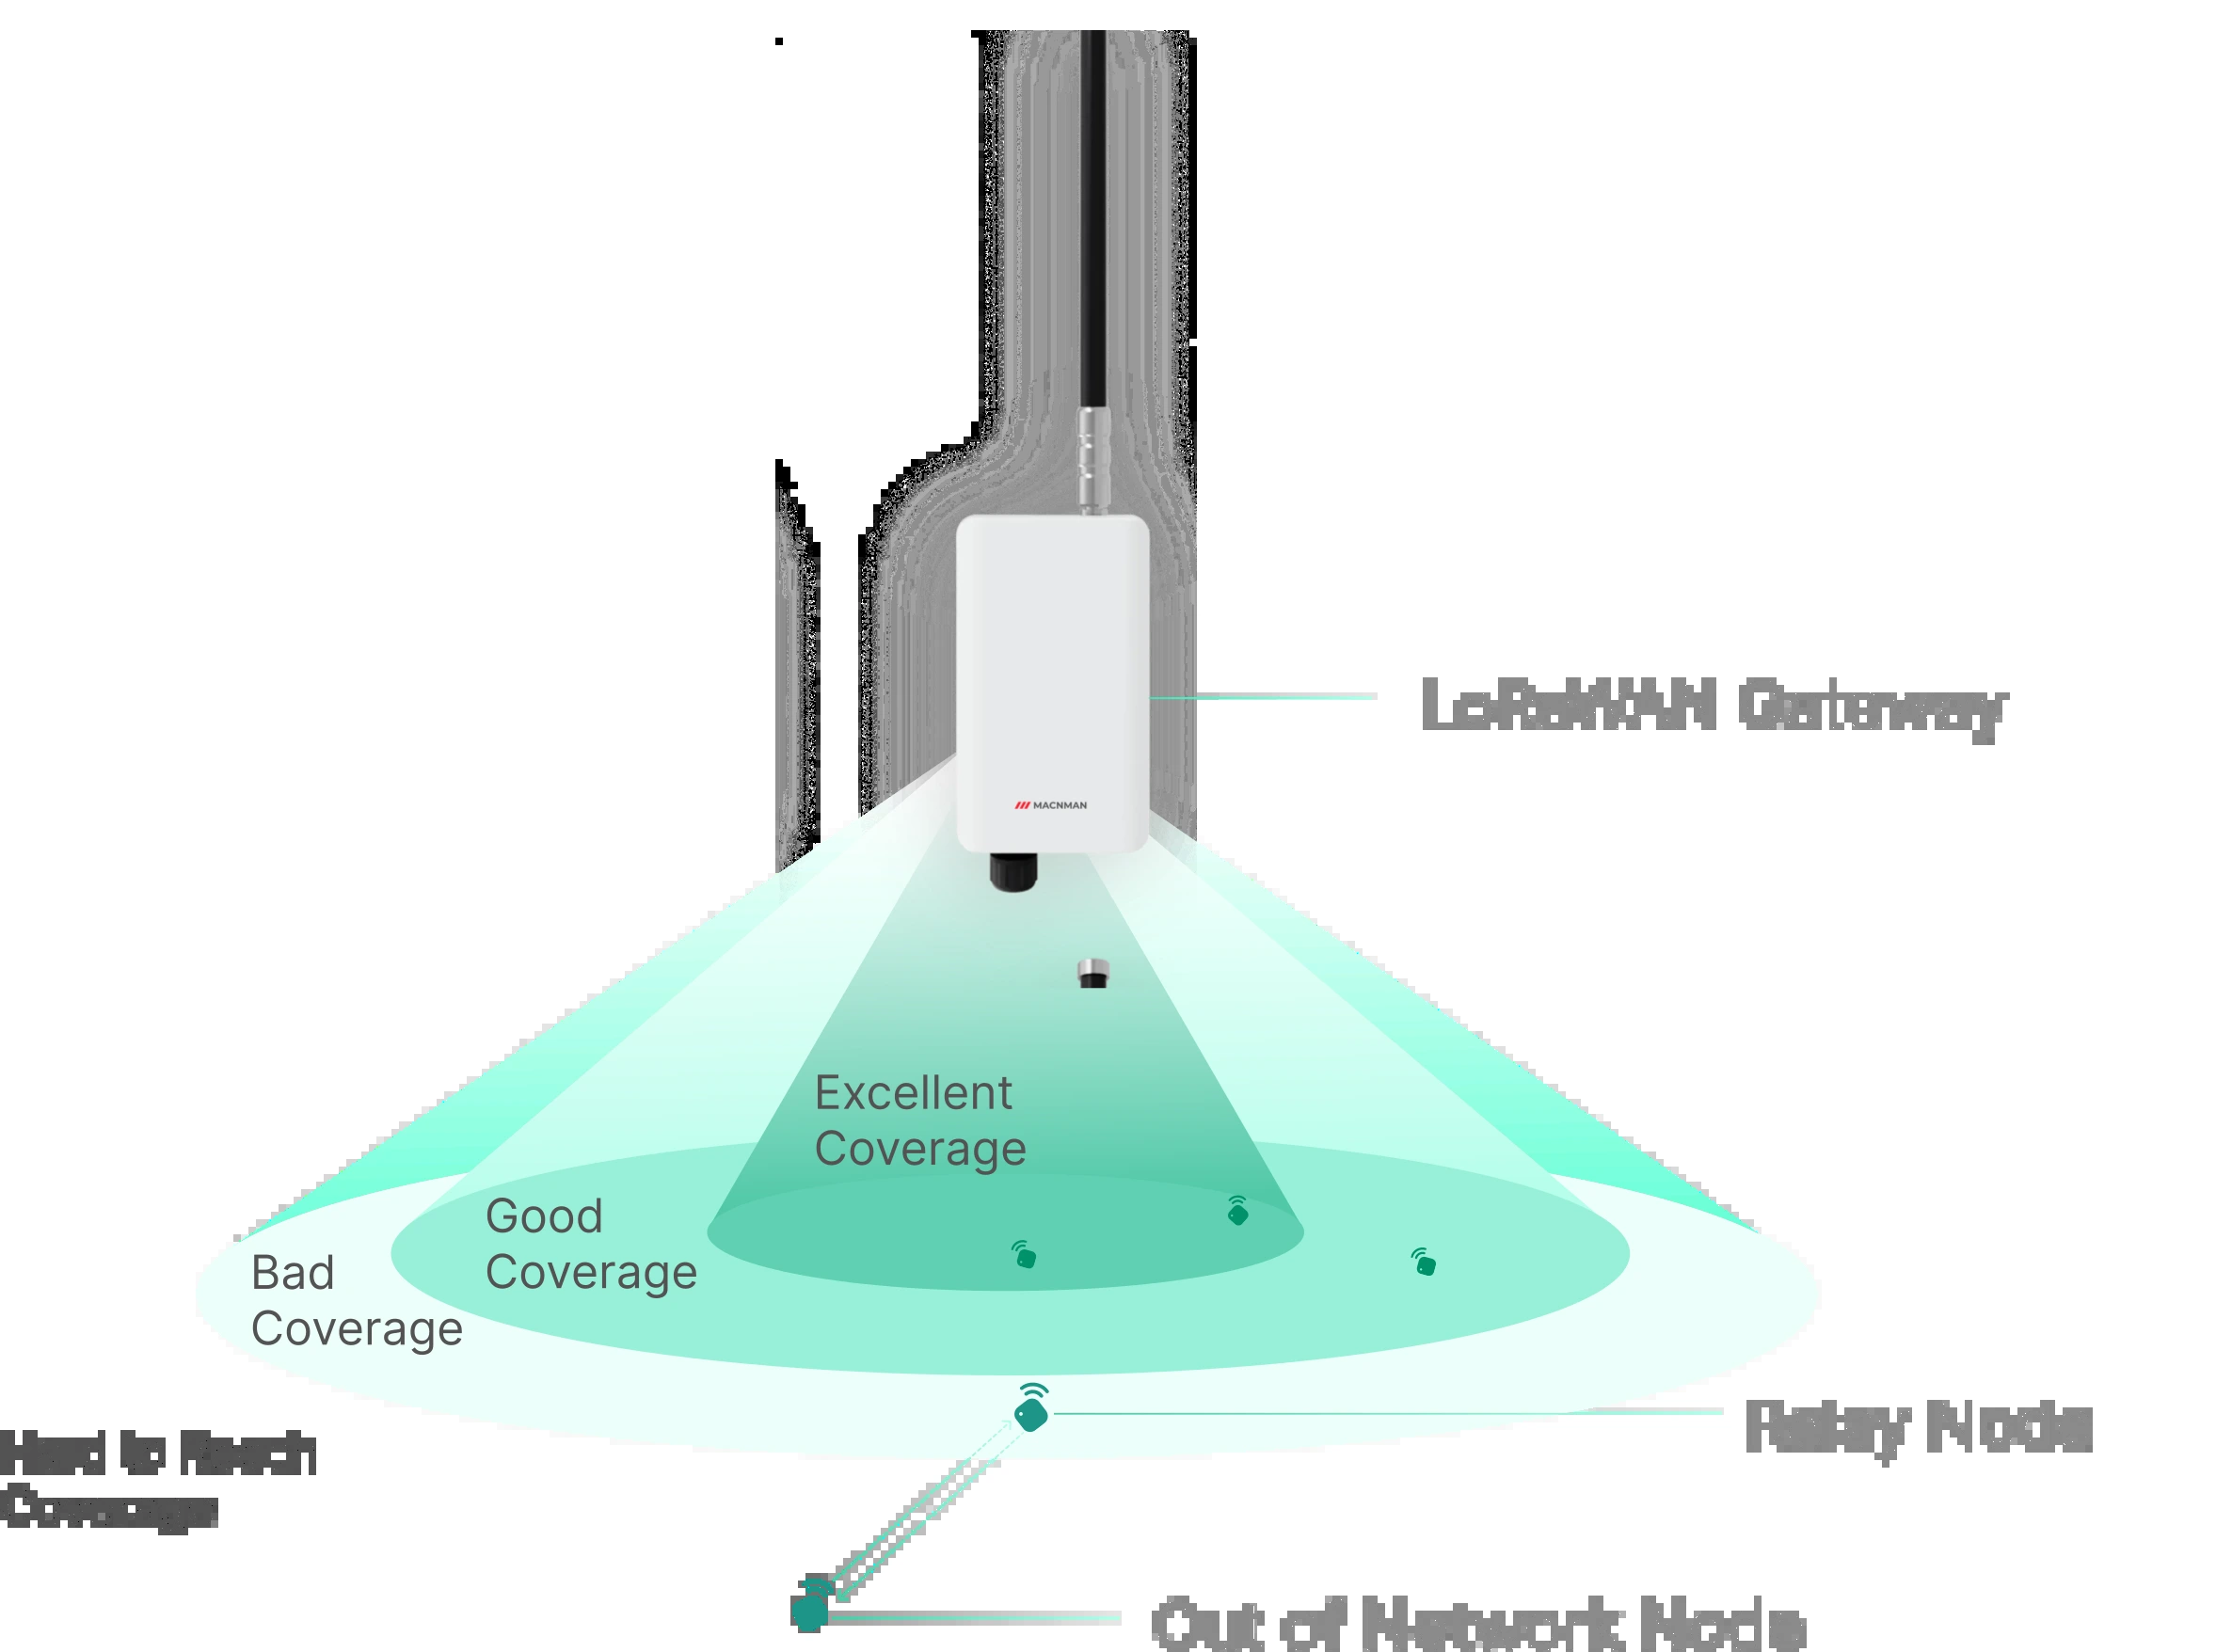 LoRaWAN Gateway
MACNMAN
Excellent
Coverage
Good
Coverage
Bad
Coverage
Relay Node
Hard to Reach
Coverage
Out of Network Node